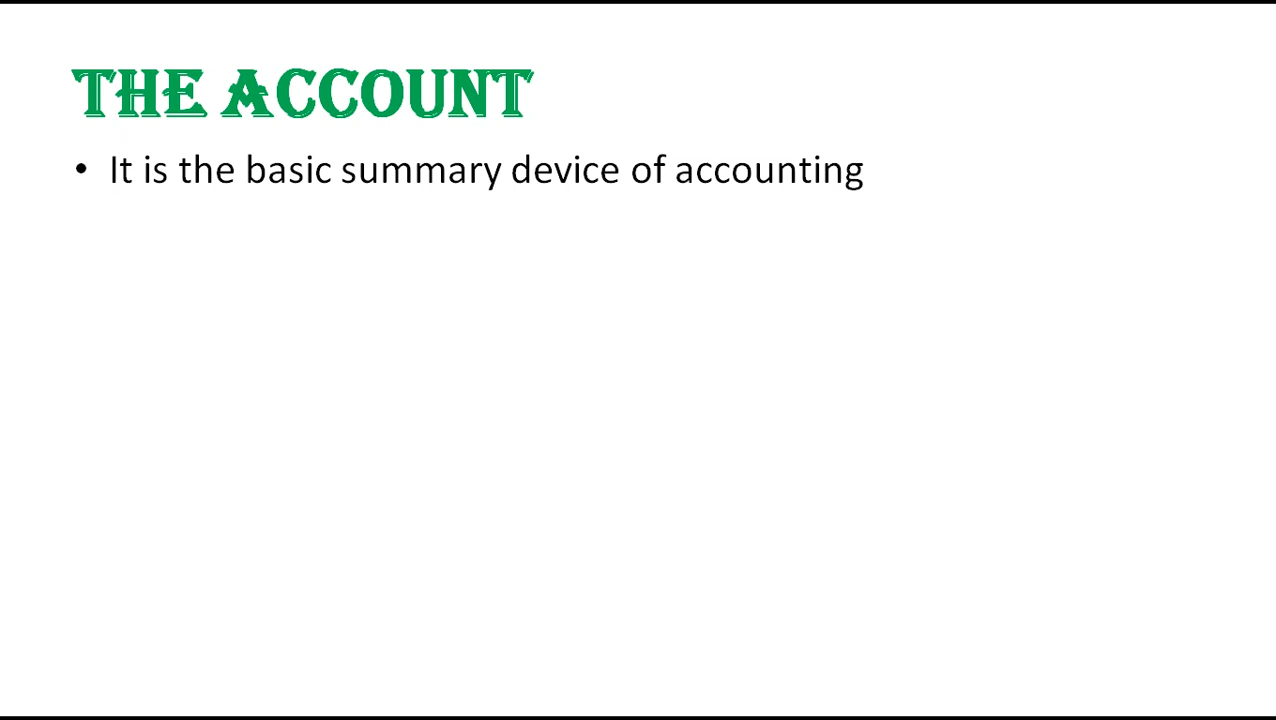 THE ACCOUNT
• It is the basic summary device of accounting